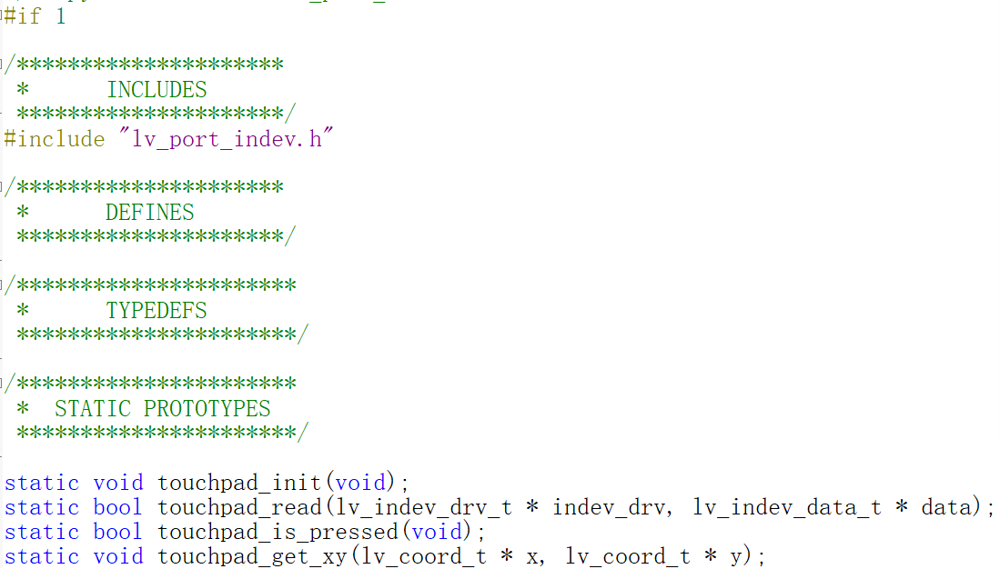 #if 1
/*********************
 *      INCLUDES
 *********************/
#include "lv_port_indev.h"
/*********************
 *      DEFINES
 *********************/
/**********************
 *      TYPEDEFS
 **********************/
/**********************
 *  STATIC PROTOTYPES
 **********************/
static void touchpad_init(void);
static bool touchpad_read(lv_indev_drv_t * indev_drv, lv_indev_data_t * data);
static bool touchpad_is_pressed(void);
static void touchpad_get_xy(lv_coord_t * x, lv_coord_t * y);